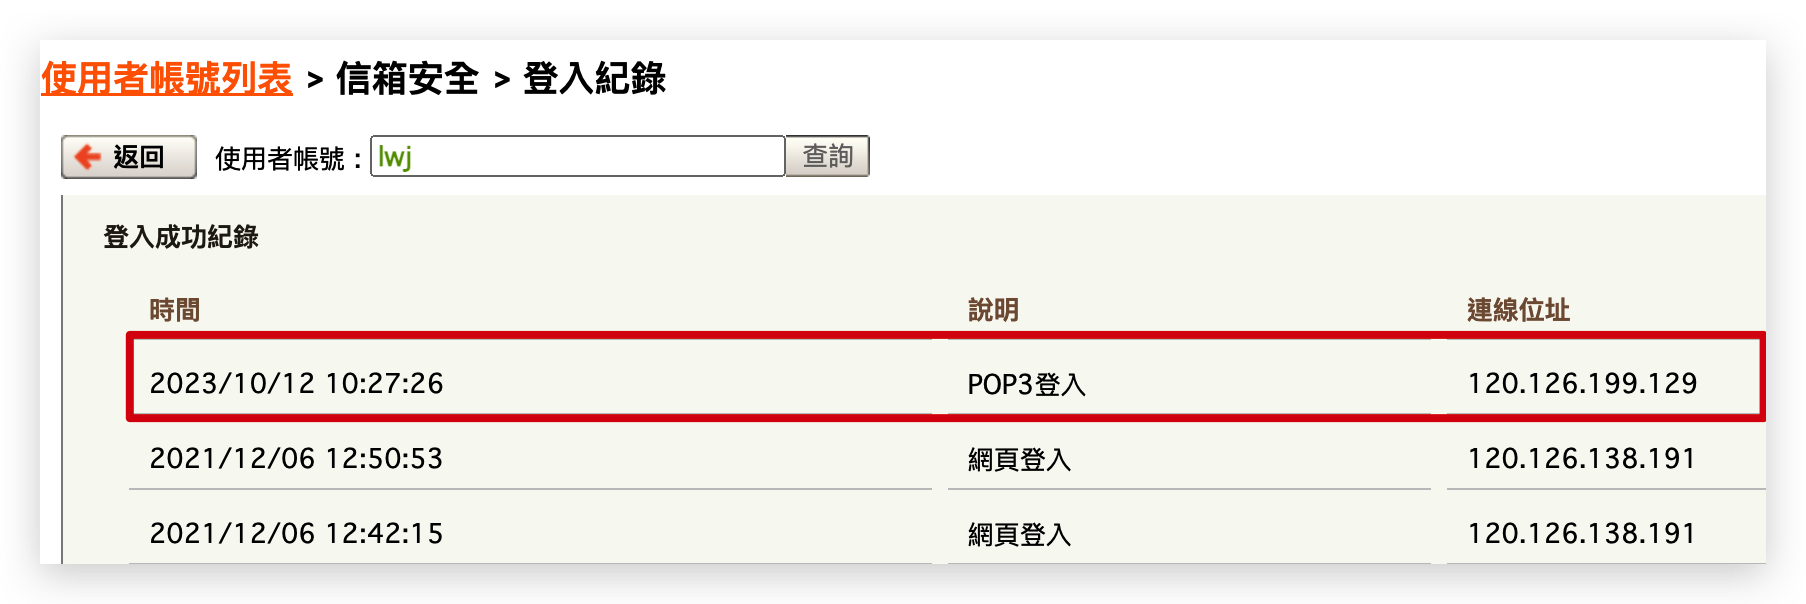 使用者帳號列表 > 信箱安全 > 登入紀錄
返回 使用者帳號：lwj 查詢
登入成功紀錄
時間 說明 連線位址
2023/10/12 10:27:26 POP3登入 120.126.199.129
2021/12/06 12:50:53 網頁登入 120.126.138.191
2021/12/06 12:42:15 網頁登入 120.126.138.191